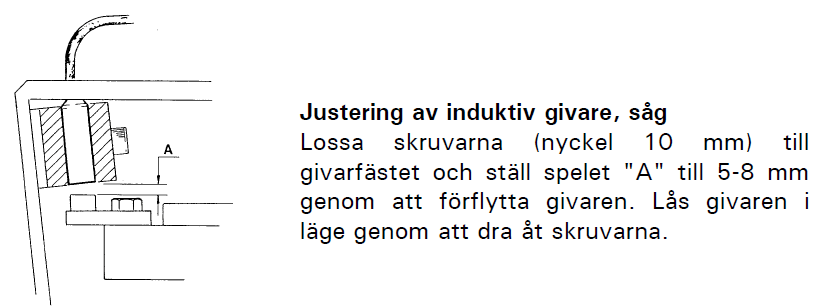 Justering av induktiv givare, såg
Lossa skruvarna (nyckel 10 mm) till
givarfästet och ställ spelet "A" till 5-8 mm
genom att förflytta givaren. Lås givaren i
läge genom att dra åt skruvarna.
A